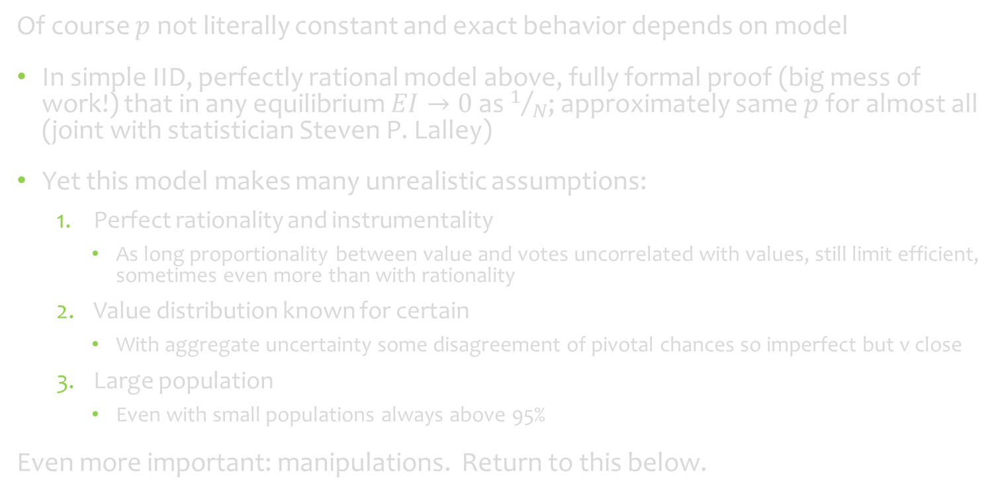 Of course p not literally constant and exact behavior depends on model
• In simple IID, perfectly rational model above, fully formal proof (big mess of
work!) that in any equilibrium EI → 0 as 1/N; approximately same p for almost all
(joint with statistician Steven P. Lalley)
• Yet this model makes many unrealistic assumptions:
1. Perfect rationality and instrumentality
• As long proportionality between value and votes uncorrelated with values, still limit efficient,
sometimes even more than with rationality
2. Value distribution known for certain
• With aggregate uncertainty some disagreement of pivotal chances so imperfect but v close
3. Large population
• Even with small populations always above 95%
Even more important: manipulations. Return to this below.